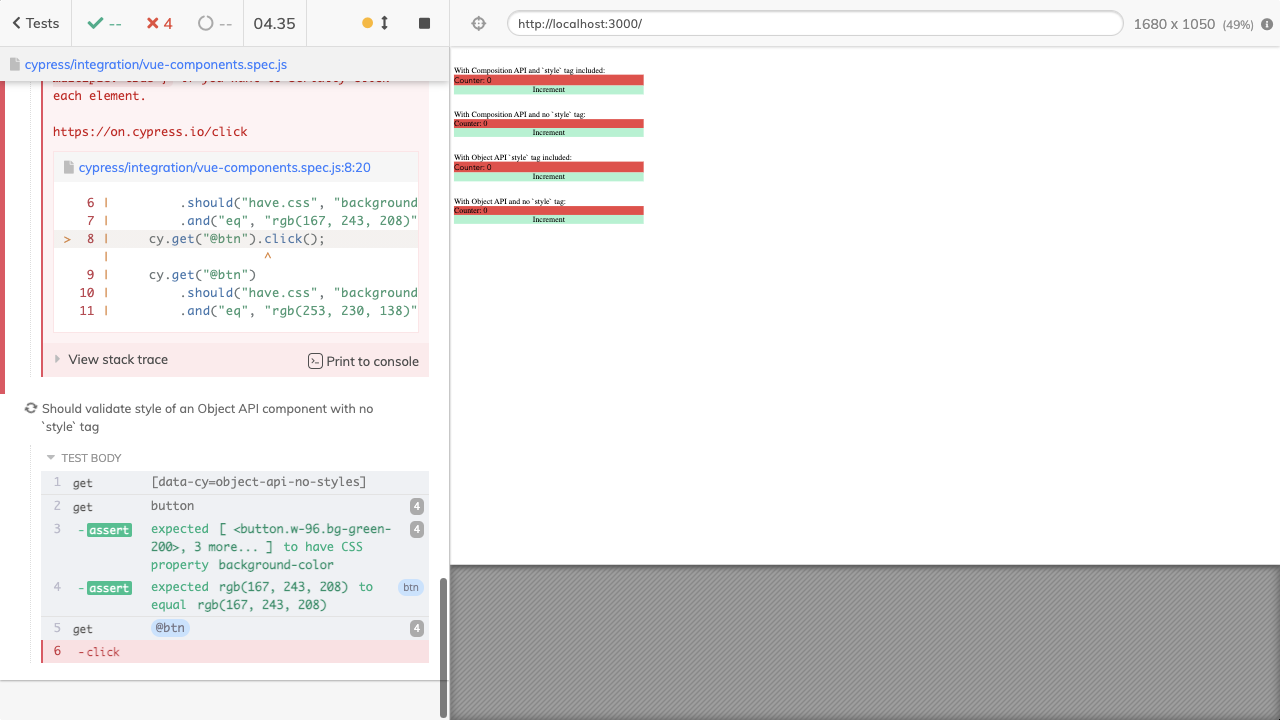 Tests
--
4
--
04.35
http://localhost:3000/
1680 x 1050 (49%)
cypress/integration/vue-components.spec.js
each element.
https://on.cypress.io/click
cypress/integration/vue-components.spec.js:8:20
6 | .should("have.css", "background
7 | .and("eq", "rgb(167, 243, 208)"
> 8 | cy.get("@btn").click();
| ^
9 | cy.get("@btn")
10 | .should("have.css", "background
11 | .and("eq", "rgb(253, 230, 138)"
View stack trace
Print to console
Should validate style of an Object API component with no
`style` tag
TEST BODY
1 get [data-cy=object-api-no-styles]
2 get button 4
3 -assert expected [ <button.w-96.bg-green- 4
200>, 3 more... ] to have CSS
property background-color
4 -assert expected rgb(167, 243, 208) to btn
equal rgb(167, 243, 208)
5 get @btn 4
6 -click
With Composition API and `style` tag included:
Counter: 0
Increment
With Composition API and no `style` tag:
Counter: 0
Increment
With Object API `style` tag included:
Counter: 0
Increment
With Object API and no `style` tag:
Counter: 0
Increment